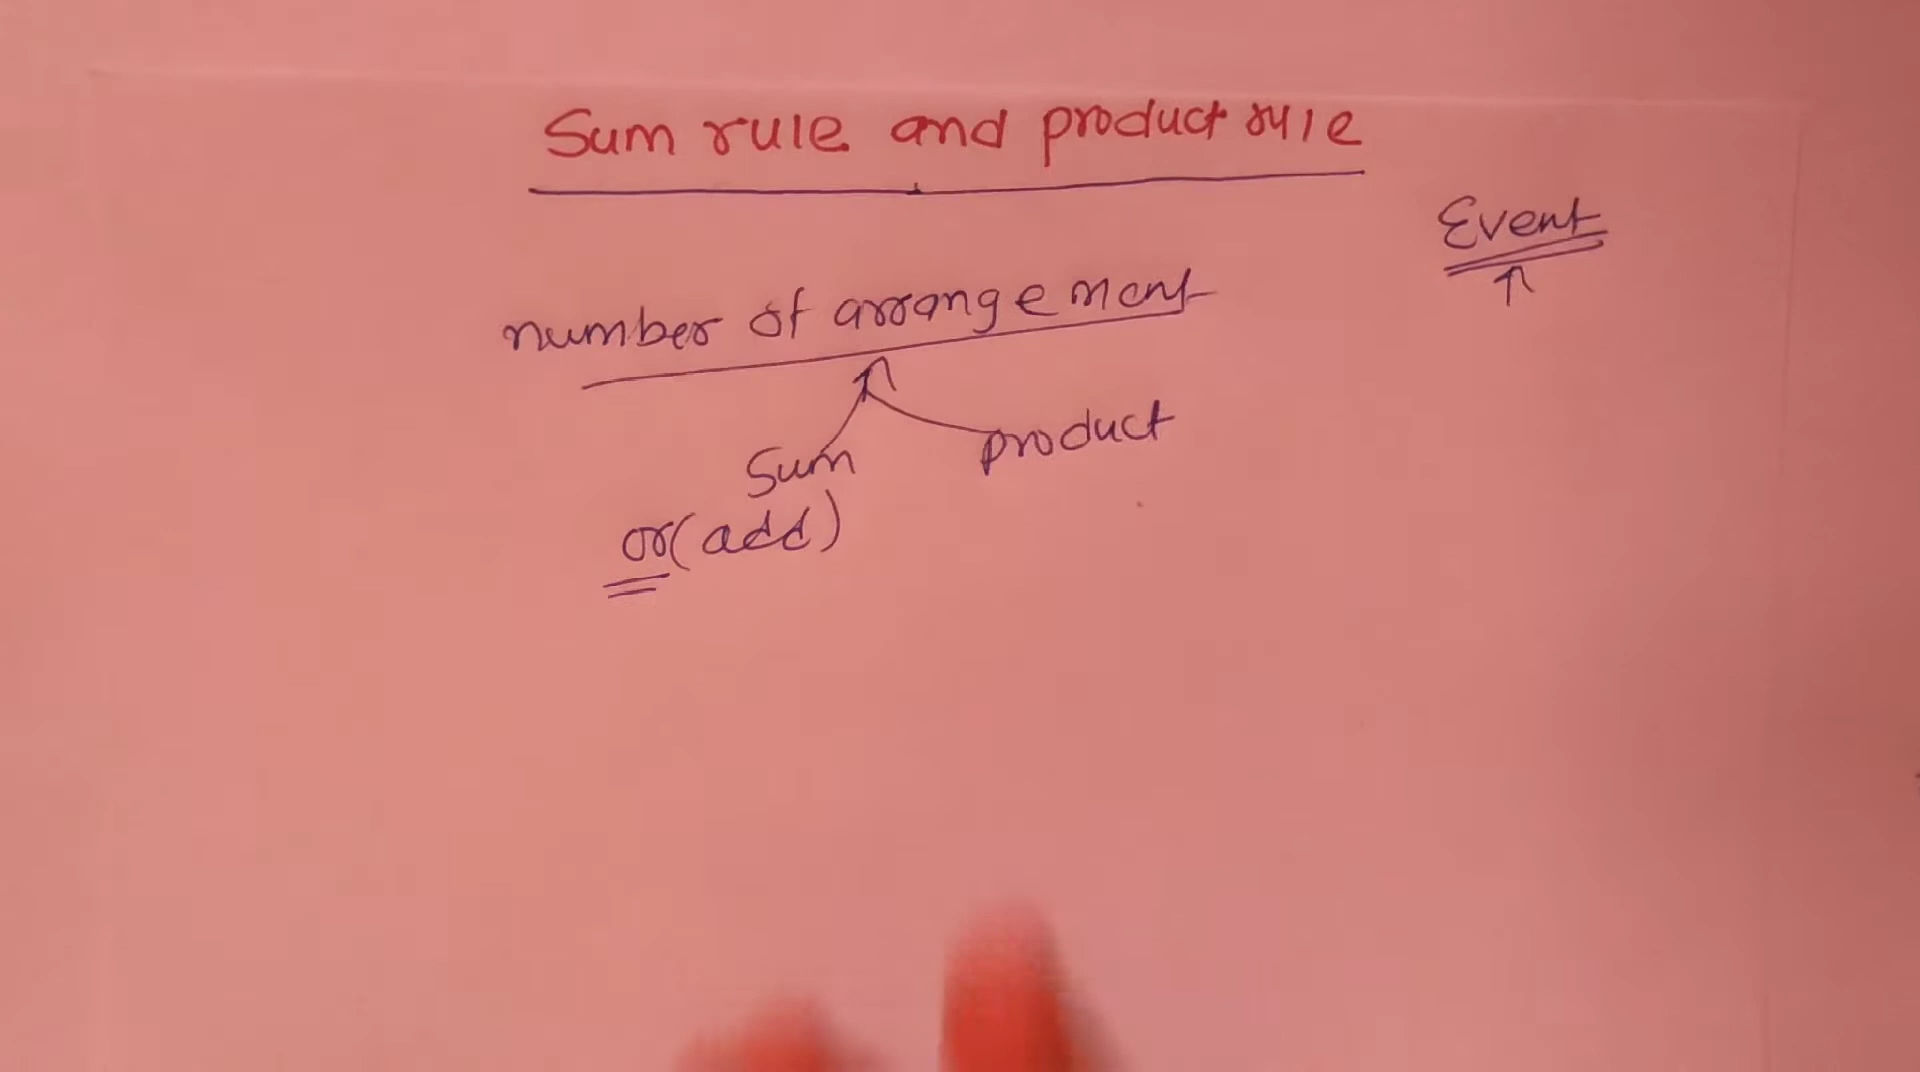 Sum rule and product rule
Event
number of arrangement
Sum product
or (add)